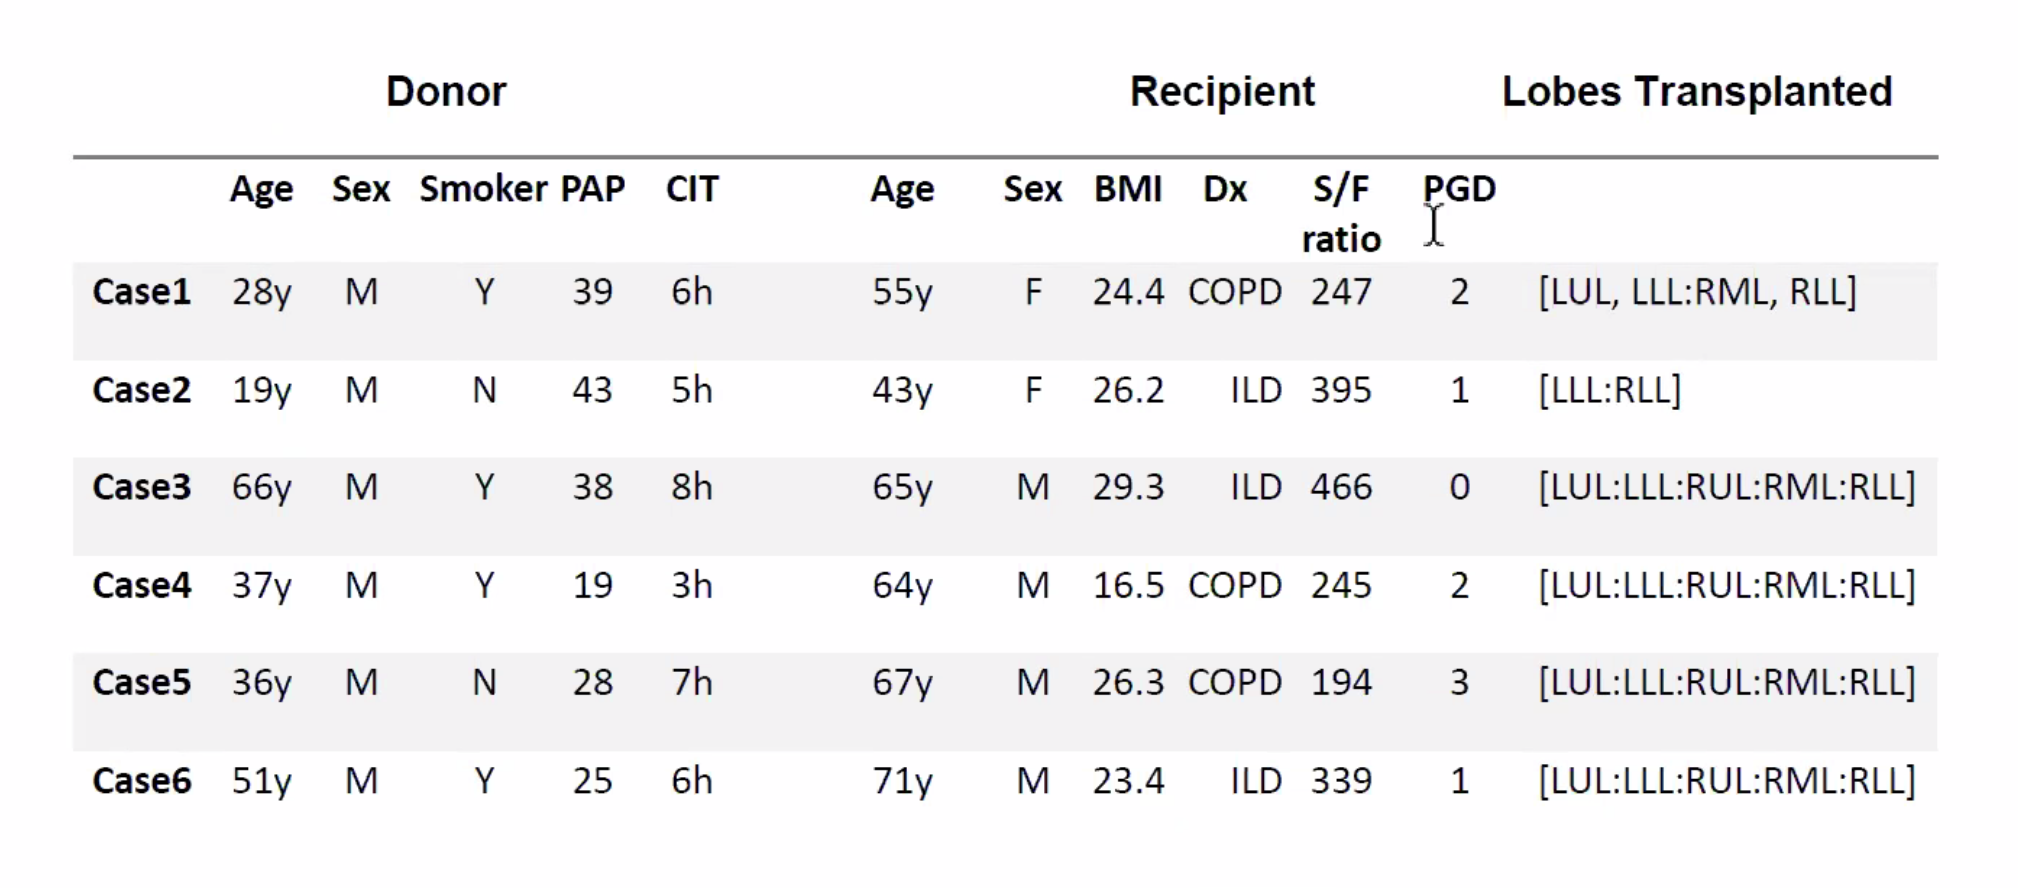 Donor Recipient Lobes Transplanted
Age Sex Smoker PAP CIT Age Sex BMI Dx S/F ratio PGD
Case1 28y M Y 39 6h 55y F 24.4 COPD 247 2 [LUL, LLL:RML, RLL]
Case2 19y M N 43 5h 43y F 26.2 ILD 395 1 [LLL:RLL]
Case3 66y M Y 38 8h 65y M 29.3 ILD 466 0 [LUL:LLL:RUL:RML:RLL]
Case4 37y M Y 19 3h 64y M 16.5 COPD 245 2 [LUL:LLL:RUL:RML:RLL]
Case5 36y M N 28 7h 67y M 26.3 COPD 194 3 [LUL:LLL:RUL:RML:RLL]
Case6 51y M Y 25 6h 71y M 23.4 ILD 339 1 [LUL:LLL:RUL:RML:RLL]